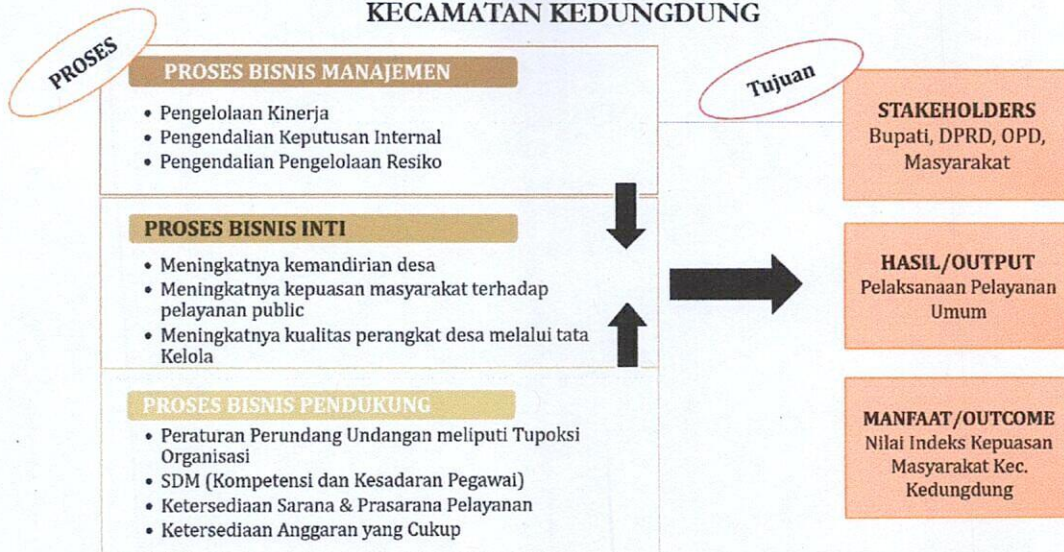 KECAMATAN KEDUNGDUNG
PROSES
PROSES BISNIS MANAJEMEN
• Pengelolaan Kinerja
• Pengendalian Keputusan Internal
• Pengendalian Pengelolaan Resiko
PROSES BISNIS INTI
• Meningkatnya kemandirian desa
• Meningkatnya kepuasan masyarakat terhadap
pelayanan public
• Meningkatnya kualitas perangkat desa melalui tata
Kelola
PROSES BISNIS PENDUKUNG
• Peraturan Perundang Undangan meliputi Tupoksi
Organisasi
• SDM (Kompetensi dan Kesadaran Pegawai)
• Ketersediaan Sarana & Prasarana Pelayanan
• Ketersediaan Anggaran yang Cukup
Tujuan
STAKEHOLDERS
Bupati, DPRD, OPD,
Masyarakat
HASIL/OUTPUT
Pelaksanaan Pelayanan
Umum
MANFAAT/OUTCOME
Nilai Indeks Kepuasan
Masyarakat Kec.
Kedungdung